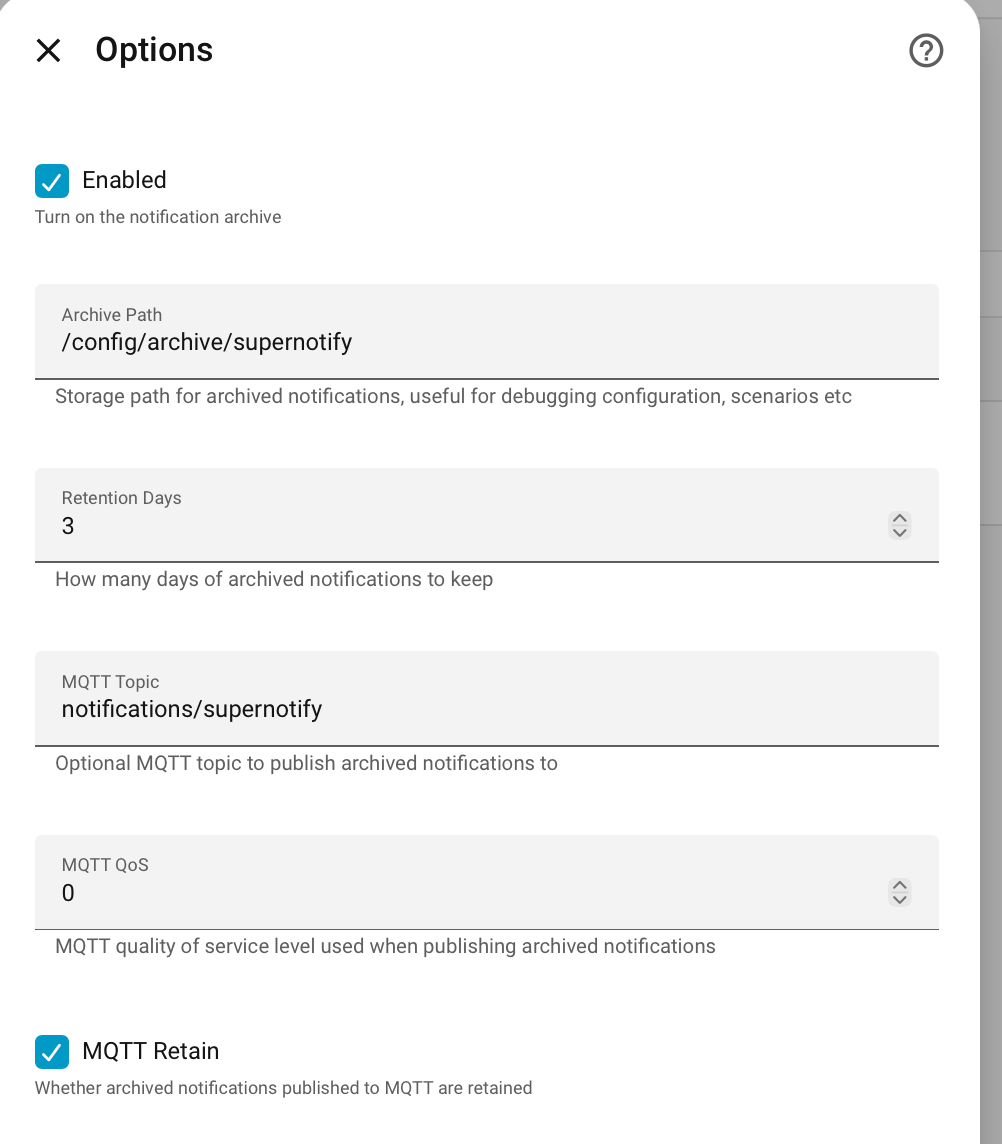 Options
Enabled
Turn on the notification archive
Archive Path
/config/archive/supernotify
Storage path for archived notifications, useful for debugging configuration, scenarios etc
Retention Days
3
How many days of archived notifications to keep
MQTT Topic
notifications/supernotify
Optional MQTT topic to publish archived notifications to
MQTT QoS
0
MQTT quality of service level used when publishing archived notifications
MQTT Retain
Whether archived notifications published to MQTT are retained